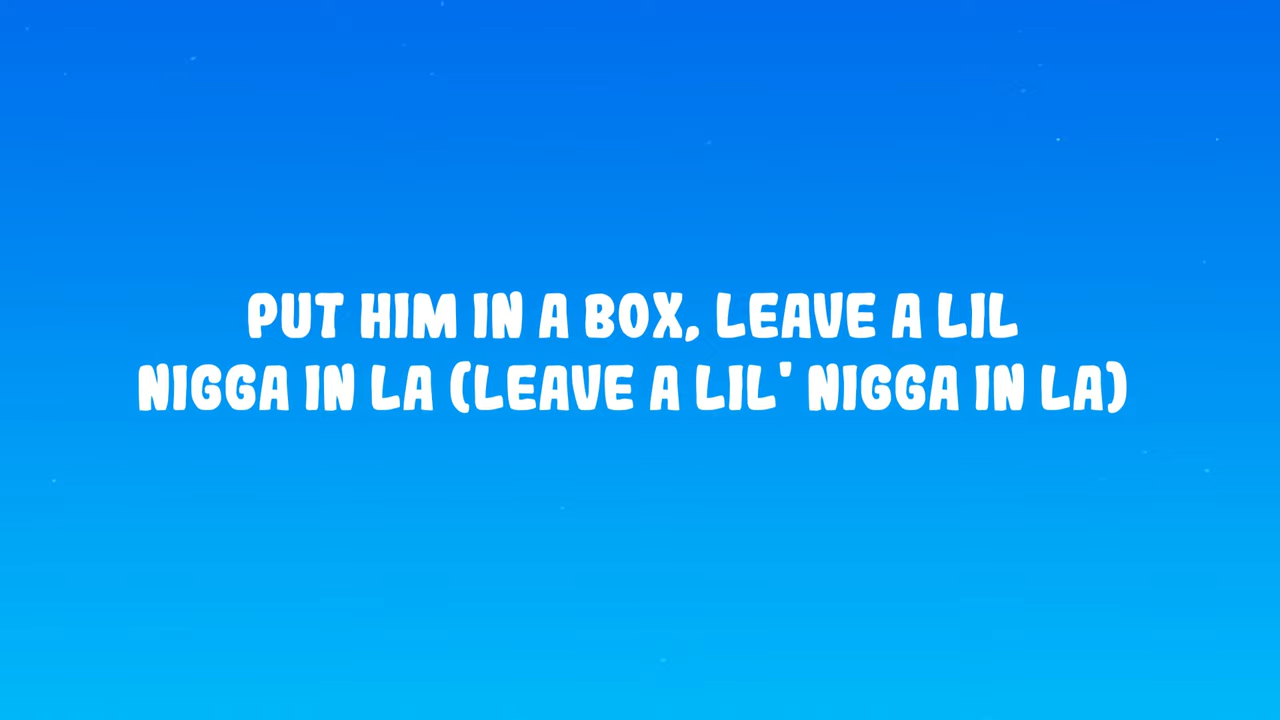 PUT HIM IN A BOX, LEAVE A LIL
NIGGA IN LA (LEAVE A LIL' NIGGA IN LA)